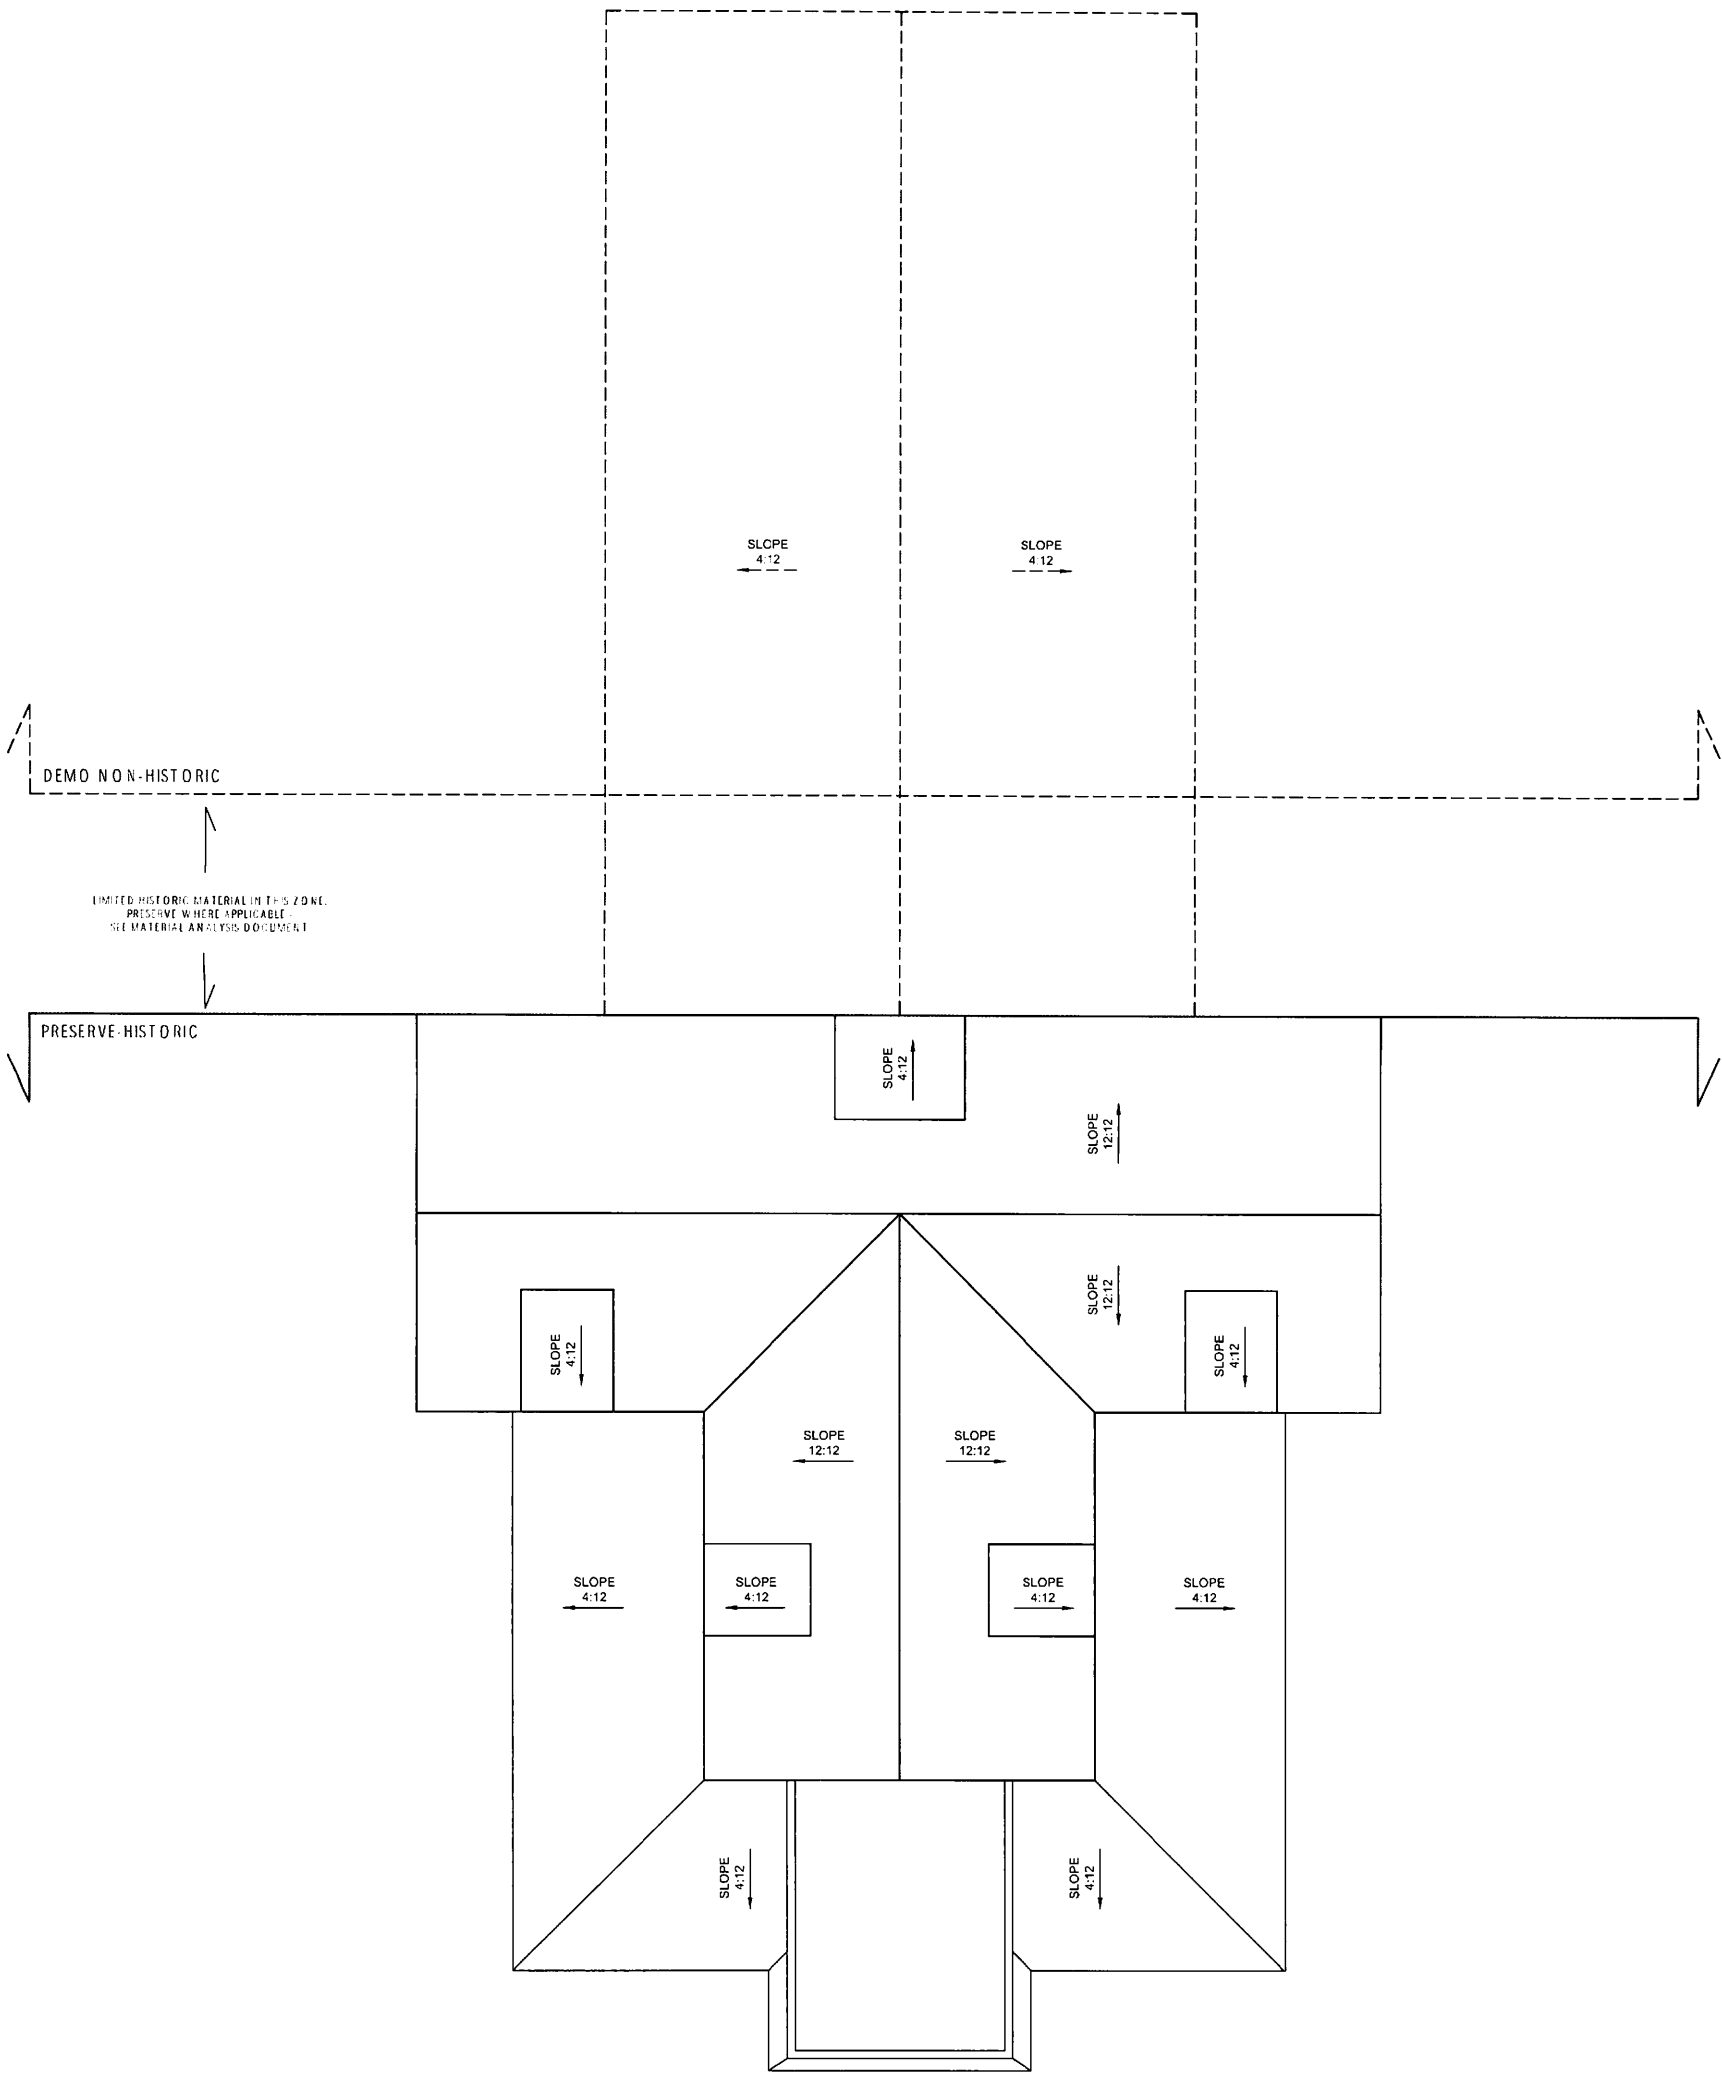 SLOPE
4:12
SLOPE
4:12
DEMO NON-HISTORIC
LIMITED HISTORIC MATERIAL IN THIS ZONE.
PRESERVE WHERE APPLICABLE -
SEE MATERIAL ANALYSIS DOCUMENT
PRESERVE-HISTORIC
SLOPE
4:12
SLOPE
12:12
SLOPE
12:12
SLOPE
4:12
SLOPE
4:12
SLOPE
12:12
SLOPE
12:12
SLOPE
4:12
SLOPE
4:12
SLOPE
4:12
SLOPE
4:12
SLOPE
4:12
SLOPE
4:12